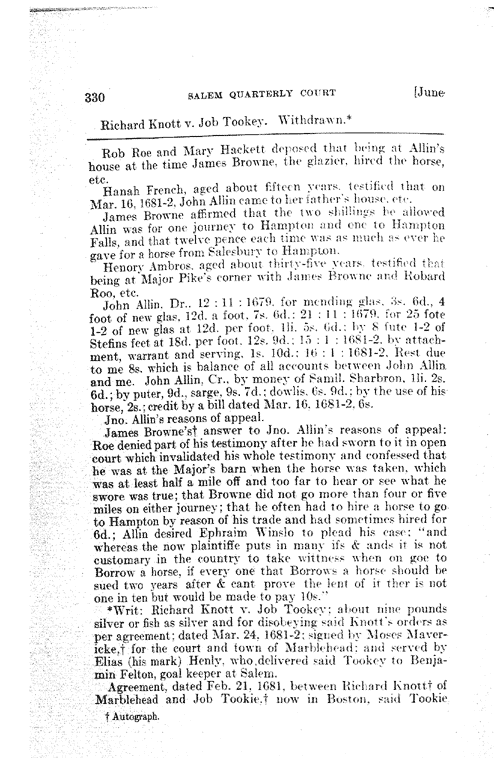 330 SALEM QUARTERLY COURT [June
Richard Knott v. Job Tookey. Withdrawn.*
Rob Roe and Mary Hackett deposed that being at Allin's
house at the time James Browne, the glazier, hired the horse,
etc.
Hanah French, aged about fifteen years, testified that on
Mar. 16, 1681-2, John Allin came to her father's house, etc.
James Browne affirmed that the two shillings he allowed
Allin was for one journey to Hampton and one to Hampton
Falls, and that twelve pence each time was as much as ever he
gave for a horse from Salesbury to Hampton.
Henory Ambros, aged about thirty-five years, testified that
being at Major Pike's corner with James Browne and Robard
Roo, etc.
John Allin, Dr., 12 : 11 : 1679, for mending glas, 3s. 6d., 4
foot of new glas, 12d. a foot, 7s. 6d.; 21 : 11 : 1679, for 25 fote
1-2 of new glas at 12d. per foot, 1li. 5s. 6d.; by 8 fute 1-2 of
Stefins feet at 18d. per foot, 12s. 9d.; 15 : 1 : 1681-2, by attach-
ment, warrant and serving, 1s. 10d.; 16 : 1 : 1681-2, Rest due
to me 8s. which is balance of all accounts between John Allin
and me. John Allin, Cr., by money of Samll. Sharbron, 1li. 2s.
6d.; by puter, 9d., sarge, 9s. 7d.; dowlis, 6s. 9d.; by the use of his
horse, 2s.; credit by a bill dated Mar. 16, 1681-2, 6s.
Jno. Allin's reasons of appeal.
James Browne's† answer to Jno. Allin's reasons of appeal:
Roe denied part of his testimony after he had sworn to it in open
court which invalidated his whole testimony and confessed that
he was at the Major's barn when the horse was taken, which
was at least half a mile off and too far to hear or see what he
swore was true; that Browne did not go more than four or five
miles on either journey; that he often had to hire a horse to go
to Hampton by reason of his trade and had sometimes hired for
6d.; Allin desired Ephraim Winslo to plead his case; "and
whereas the now plaintiffe puts in many ifs & ands it is not
customary in the country to take wittness when on goe to
Borrow a horse, if every one that Borrows a horse should be
sued two years after & cant prove the lent of it ther is not
one in ten but would be made to pay 10s."
*Writ: Richard Knott v. Job Tookey; about nine pounds
silver or fish as silver and for disobeying said Knott's orders as
per agreement; dated Mar. 24, 1681-2; signed by Moses Maver-
icke,† for the court and town of Marblehead; and served by
Elias (his mark) Henly, who delivered said Tookey to Benja-
min Felton, goal keeper at Salem.
Agreement, dated Feb. 21, 1681, between Richard Knott† of
Marblehead and Job Tookie,† now in Boston, said Tookie
† Autograph.